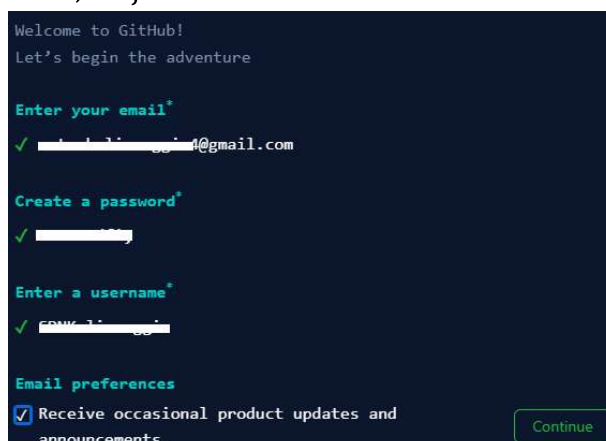 Welcome to GitHub!
Let’s begin the adventure
Enter your email*
✓ 4@gmail.com
Create a password*
✓
Enter a username*
✓
Email preferences
✓ Receive occasional product updates and
announcements
Continue